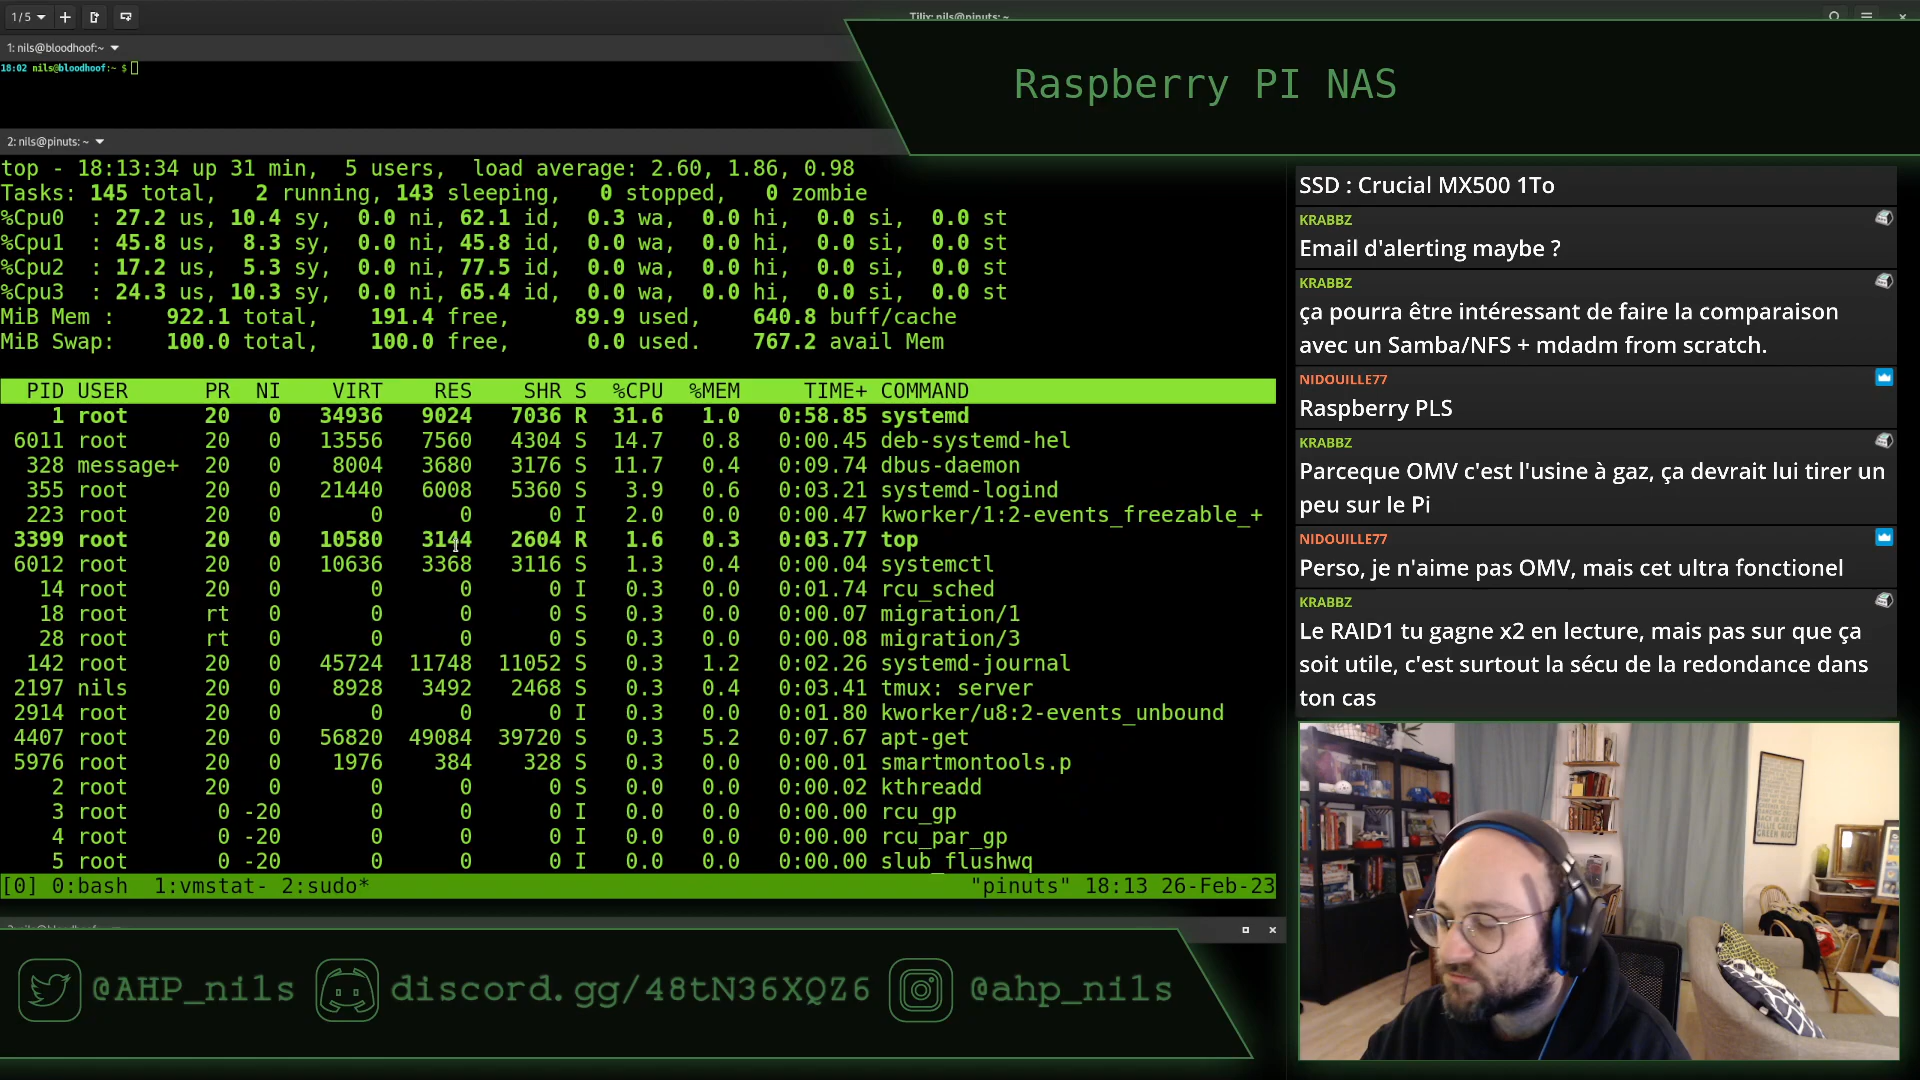 1/5
Tilix: nils@pinuts: ~
1: nils@bloodhoof:~
18:02 nils@bloodhoof:~ $
Raspberry PI NAS
2: nils@pinuts: ~
top - 18:13:34 up 31 min,  5 users,  load average: 2.60, 1.86, 0.98
Tasks: 145 total,   2 running, 143 sleeping,   0 stopped,   0 zombie
%Cpu0  : 27.2 us, 10.4 sy,  0.0 ni, 62.1 id,  0.3 wa,  0.0 hi,  0.0 si,  0.0 st
%Cpu1  : 45.8 us,  8.3 sy,  0.0 ni, 45.8 id,  0.0 wa,  0.0 hi,  0.0 si,  0.0 st
%Cpu2  : 17.2 us,  5.3 sy,  0.0 ni, 77.5 id,  0.0 wa,  0.0 hi,  0.0 si,  0.0 st
%Cpu3  : 24.3 us, 10.3 sy,  0.0 ni, 65.4 id,  0.0 wa,  0.0 hi,  0.0 si,  0.0 st
MiB Mem :    922.1 total,    191.4 free,     89.9 used,    640.8 buff/cache
MiB Swap:    100.0 total,    100.0 free,      0.0 used.    767.2 avail Mem
PID USER      PR  NI    VIRT    RES    SHR S  %CPU  %MEM     TIME+ COMMAND
1 root      20   0   34936   9024   7036 R  31.6   1.0   0:58.85 systemd
6011 root      20   0   13556   7560   4304 S  14.7   0.8   0:00.45 deb-systemd-hel
328 message+  20   0    8004   3680   3176 S  11.7   0.4   0:09.74 dbus-daemon
355 root      20   0   21440   6008   5360 S   3.9   0.6   0:03.21 systemd-logind
223 root      20   0       0      0      0 I   2.0   0.0   0:00.47 kworker/1:2-events_freezable_+
3399 root      20   0   10580   3144   2604 R   1.6   0.3   0:03.77 top
6012 root      20   0   10636   3368   3116 S   1.3   0.4   0:00.04 systemctl
14 root      20   0       0      0      0 I   0.3   0.0   0:01.74 rcu_sched
18 root      rt   0       0      0      0 S   0.3   0.0   0:00.07 migration/1
28 root      rt   0       0      0      0 S   0.3   0.0   0:00.08 migration/3
142 root      20   0   45724  11748  11052 S   0.3   1.2   0:02.26 systemd-journal
2197 nils      20   0    8928   3492   2468 S   0.3   0.4   0:03.41 tmux: server
2914 root      20   0       0      0      0 I   0.3   0.0   0:01.80 kworker/u8:2-events_unbound
4407 root      20   0   56820  49084  39720 S   0.3   5.2   0:07.67 apt-get
5976 root      20   0    1976    384    328 S   0.3   0.0   0:00.01 smartmontools.p
2 root      20   0       0      0      0 S   0.0   0.0   0:00.02 kthreadd
3 root       0 -20       0      0      0 I   0.0   0.0   0:00.00 rcu_gp
4 root       0 -20       0      0      0 I   0.0   0.0   0:00.00 rcu_par_gp
5 root       0 -20       0      0      0 I   0.0   0.0   0:00.00 slub_flushwq
[0] 0:bash  1:vmstat- 2:sudo*  "pinuts" 18:13 26-Feb-23
SSD : Crucial MX500 1To
KRABBZ
Email d'alerting maybe ?
KRABBZ
ça pourra être intéressant de faire la comparaison
avec un Samba/NFS + mdadm from scratch.
NIDOUILLE77
Raspberry PLS
KRABBZ
Parceque OMV c'est l'usine à gaz, ça devrait lui tirer un
peu sur le Pi
NIDOUILLE77
Perso, je n'aime pas OMV, mais cet ultra fonctionel
KRABBZ
Le RAID1 tu gagne x2 en lecture, mais pas sur que ça
soit utile, c'est surtout la sécu de la redondance dans
ton cas
@AHP_nils
discord.gg/48tN36XQZ6
@ahp_nils